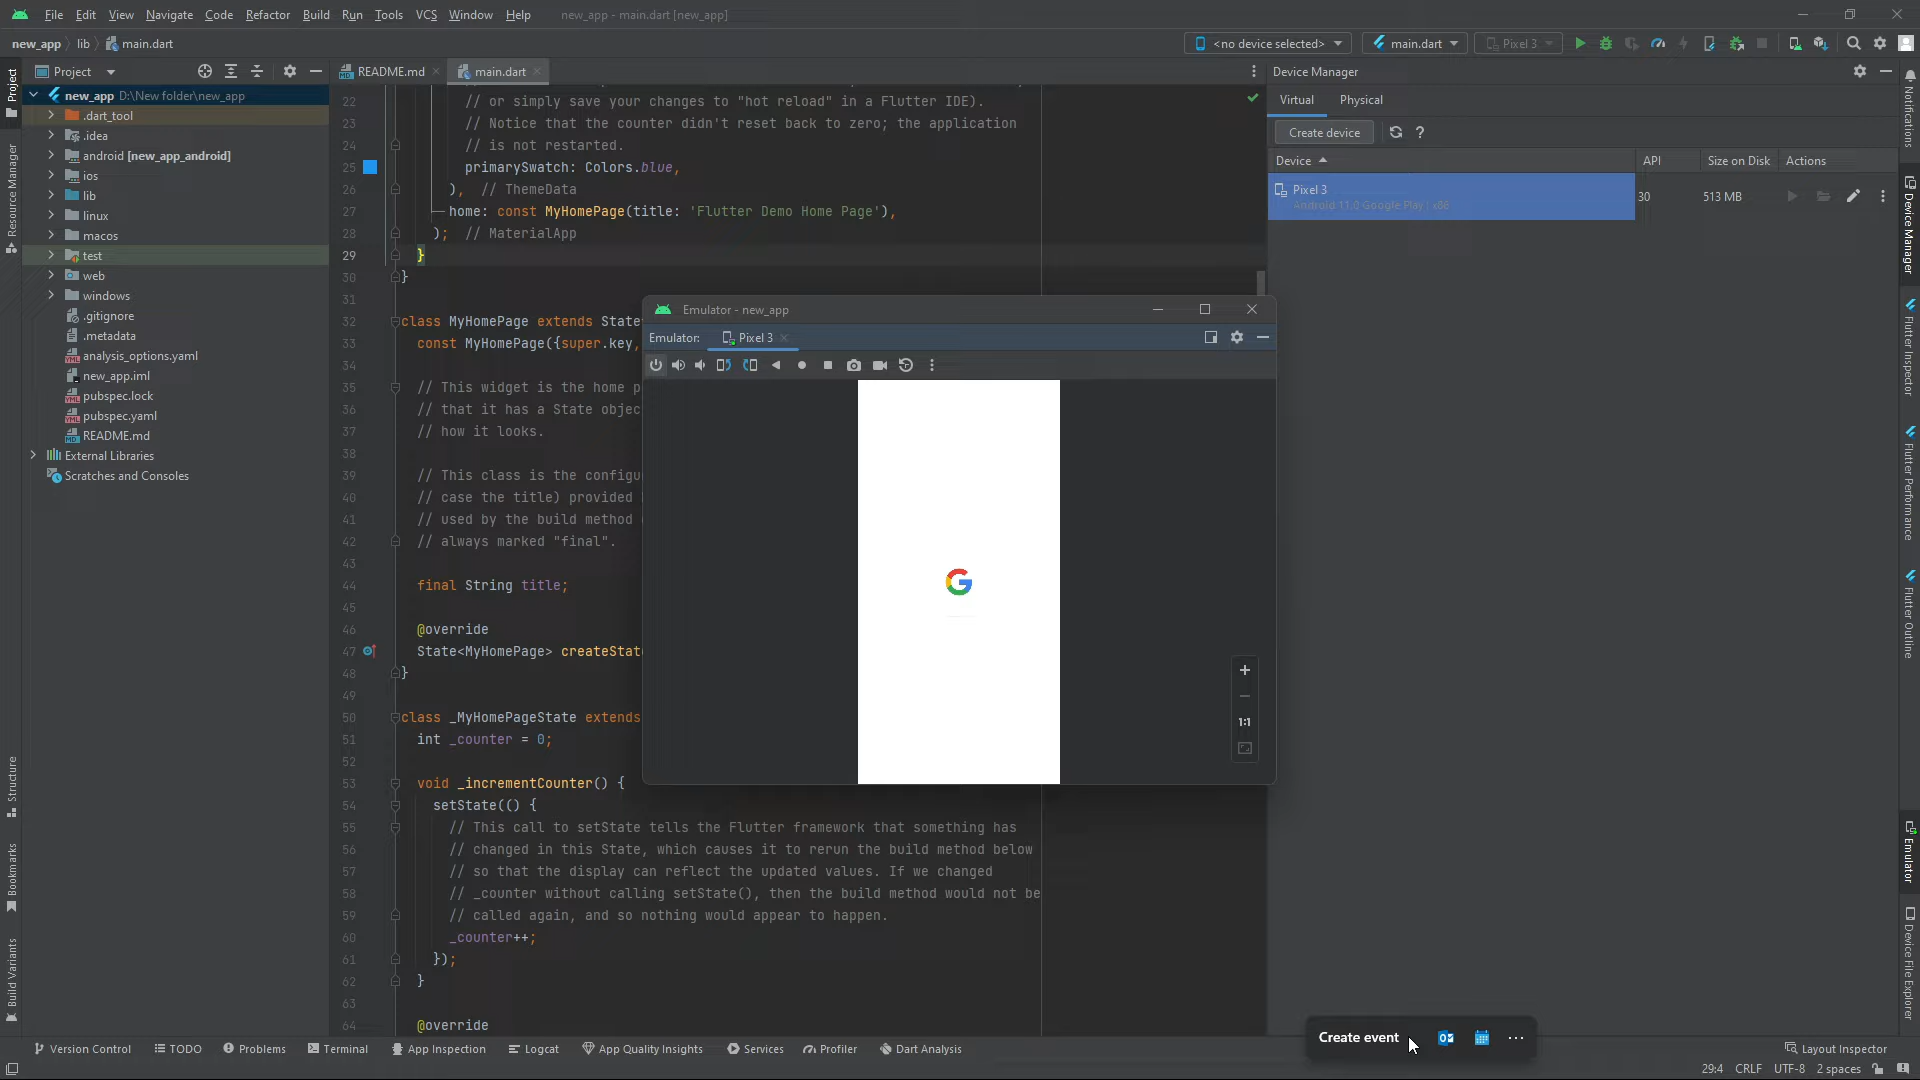 File Edit View Navigate Code Refactor Build Run Tools VCS Window Help new_app - main.dart [new_app]
new_app lib main.dart <no device selected> main.dart Pixel 3
Project
README.md main.dart
Device Manager
new_app D:\New folder\new_app
.dart_tool
.idea
android [new_app_android]
ios
lib
linux
macos
test
web
windows
.gitignore
.metadata
analysis_options.yaml
new_app.iml
pubspec.lock
pubspec.yaml
README.md
External Libraries
Scratches and Consoles
Project
Resource Manager
Structure
Bookmarks
Build Variants
22 // or simply save your changes to "hot reload" in a Flutter IDE).
23 // Notice that the counter didn't reset back to zero; the application
24 // is not restarted.
25 primarySwatch: Colors.blue,
26 ), // ThemeData
27 home: const MyHomePage(title: 'Flutter Demo Home Page'),
28 ); // MaterialApp
29 }
30 }
31
32 class MyHomePage extends State
33 const MyHomePage({super.key,
34
35 // This widget is the home p
36 // that it has a State objec
37 // how it looks.
38
39 // This class is the configu
40 // case the title) provided
41 // used by the build method
42 // always marked "final".
43
44 final String title;
45
46 @override
47 State<MyHomePage> createStat
48 }
49
50 class _MyHomePageState extends
51 int _counter = 0;
52
53 void _incrementCounter() {
54 setState(() {
55 // This call to setState tells the Flutter framework that something has
56 // changed in this State, which causes it to rerun the build method below
57 // so that the display can reflect the updated values. If we changed
58 // _counter without calling setState(), then the build method would not be
59 // called again, and so nothing would appear to happen.
60 _counter++;
61 });
62 }
63
64 @override
Emulator - new_app
Emulator: Pixel 3
G
1:1
Virtual Physical
Create device ?
Device API Size on Disk Actions
Pixel 3 30 513 MB
Android 11.0 Google Play | x86
Notifications
Device Manager
Flutter Inspector
Flutter Performance
Flutter Outline
Emulator
Device File Explorer
Create event
Version Control TODO Problems Terminal App Inspection Logcat App Quality Insights Services Profiler Dart Analysis Layout Inspector
29:4 CRLF UTF-8 2 spaces